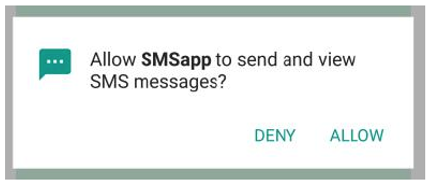 Allow SMSapp to send and view
SMS messages?
DENY ALLOW